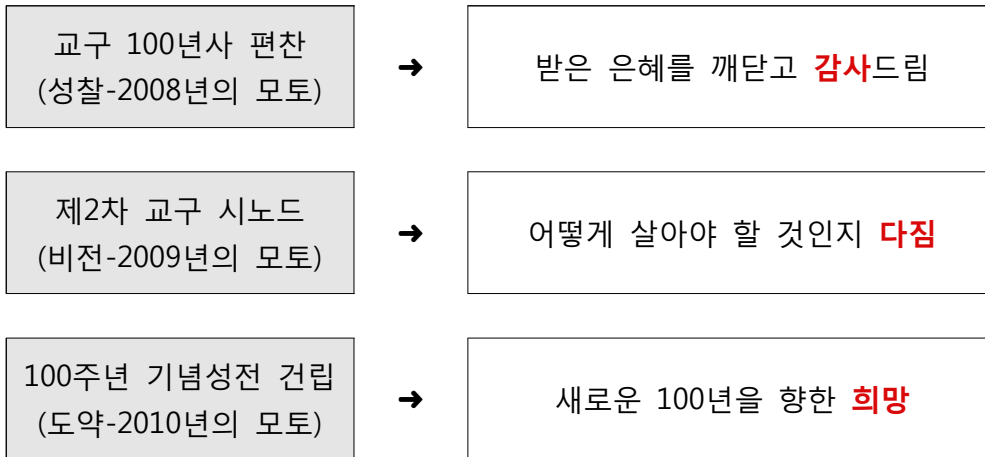 교구 100년사 편찬
(성찰-2008년의 모토)
➜
받은 은혜를 깨닫고 감사드림
제2차 교구 시노드
(비전-2009년의 모토)
➜
어떻게 살아야 할 것인지 다짐
100주년 기념성전 건립
(도약-2010년의 모토)
➜
새로운 100년을 향한 희망